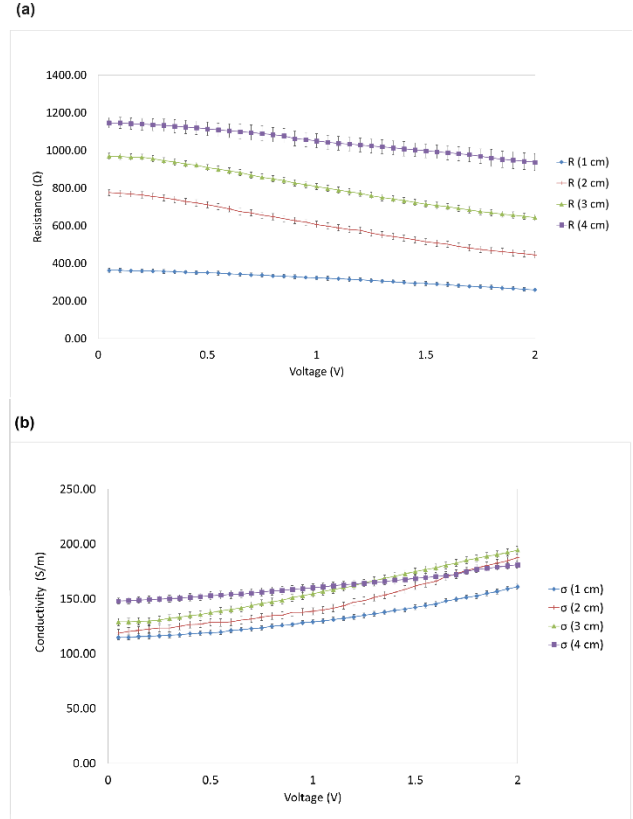 (a)
1400.00
1200.00
1000.00
800.00
600.00
400.00
200.00
0.00
Resistance (Ω)
0
0.5
1
1.5
2
Voltage (V)
R (1 cm)
R (2 cm)
R (3 cm)
R (4 cm)
(b)
250.00
200.00
150.00
100.00
50.00
0.00
Conductivity (S/m)
0
0.5
1
1.5
2
Voltage (V)
σ (1 cm)
σ (2 cm)
σ (3 cm)
σ (4 cm)